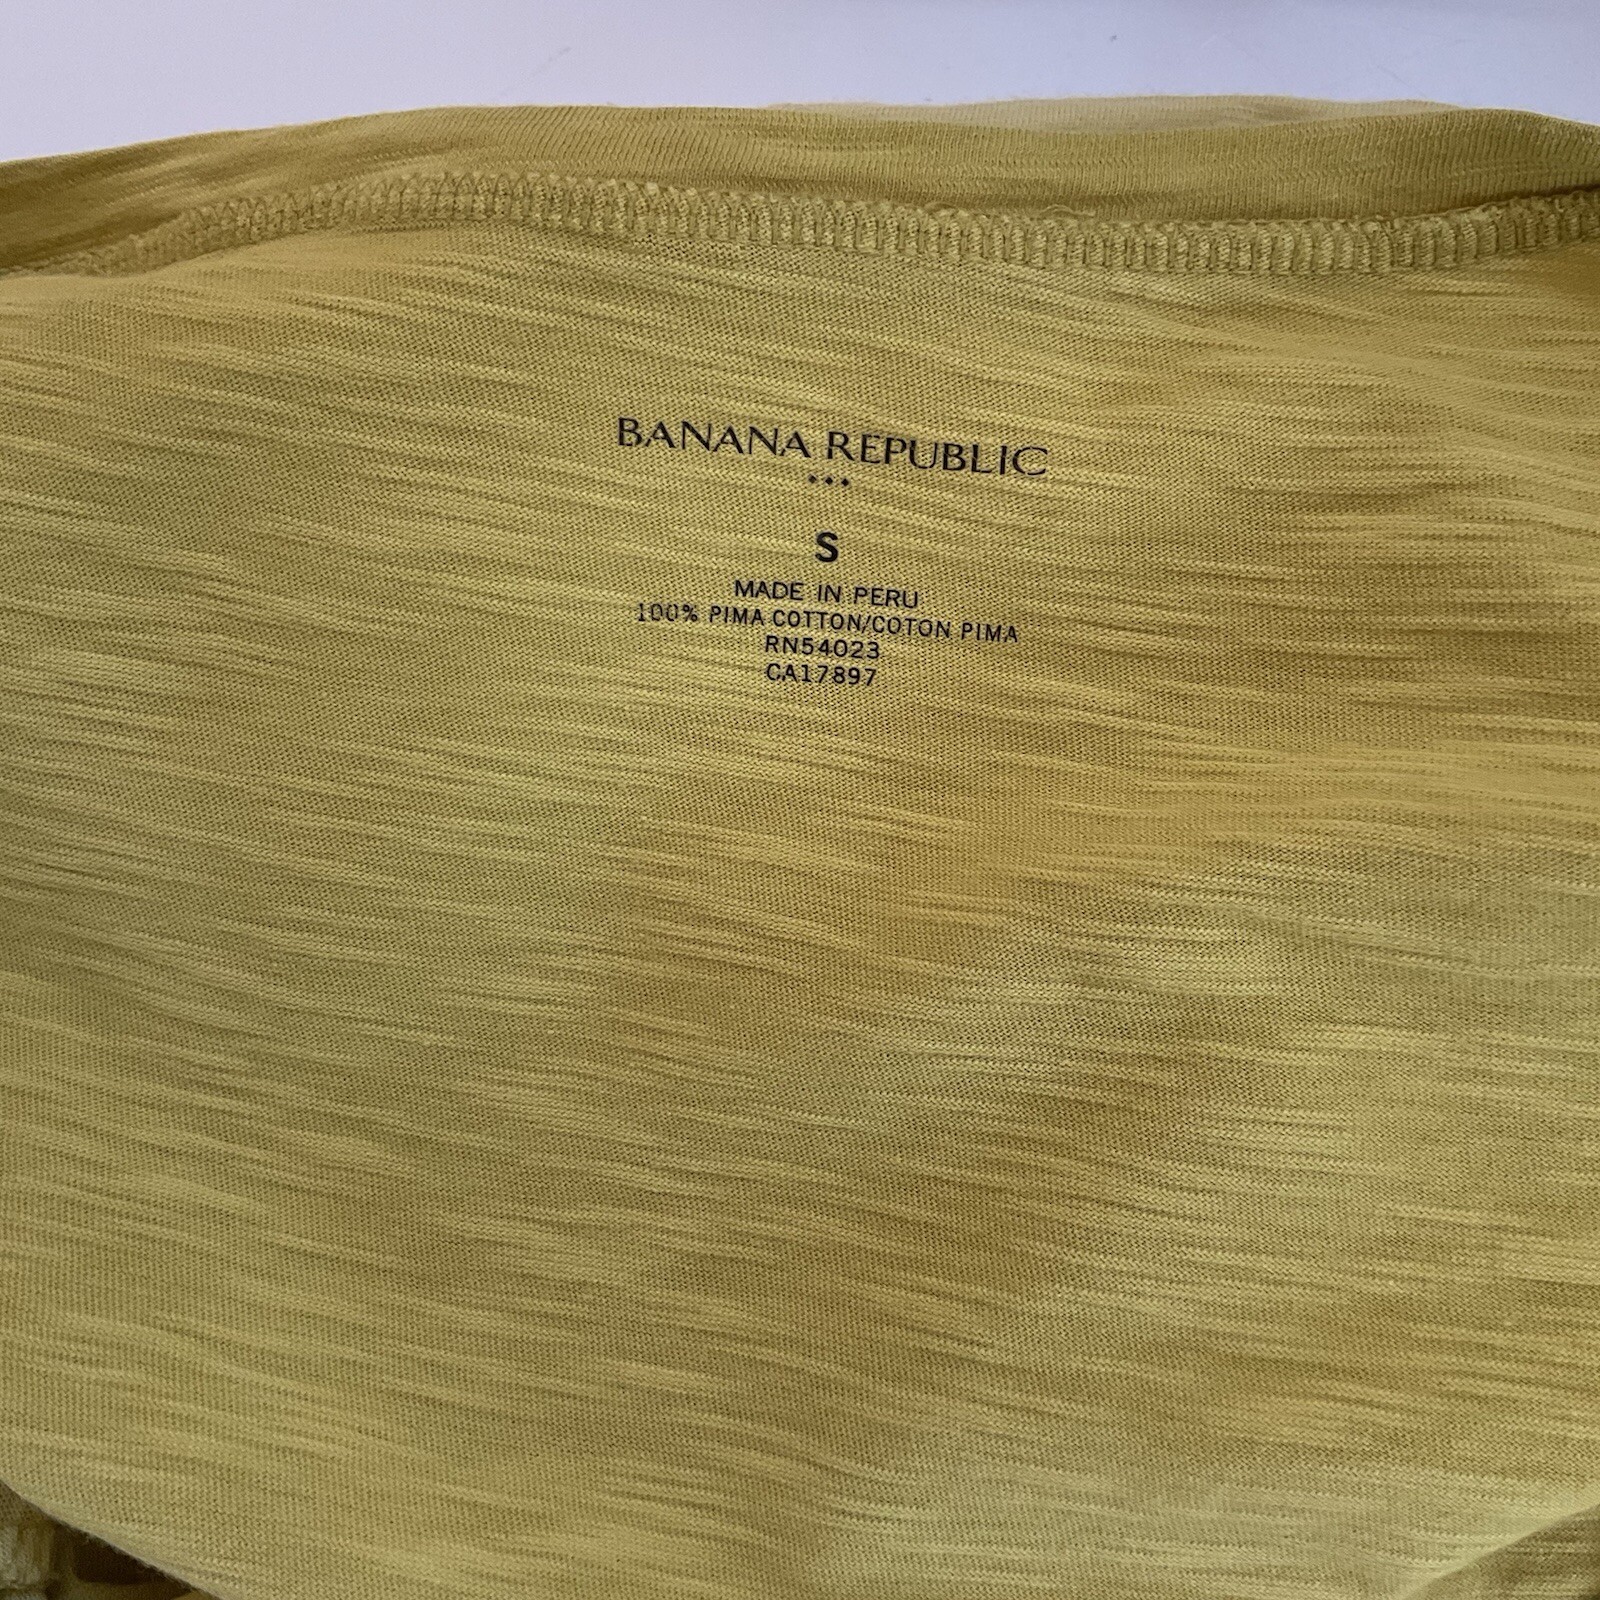 BANANA REPUBLIC
S
MADE IN PERU
100% PIMA COTTON/COTON PIMA
RN54023
CA17897